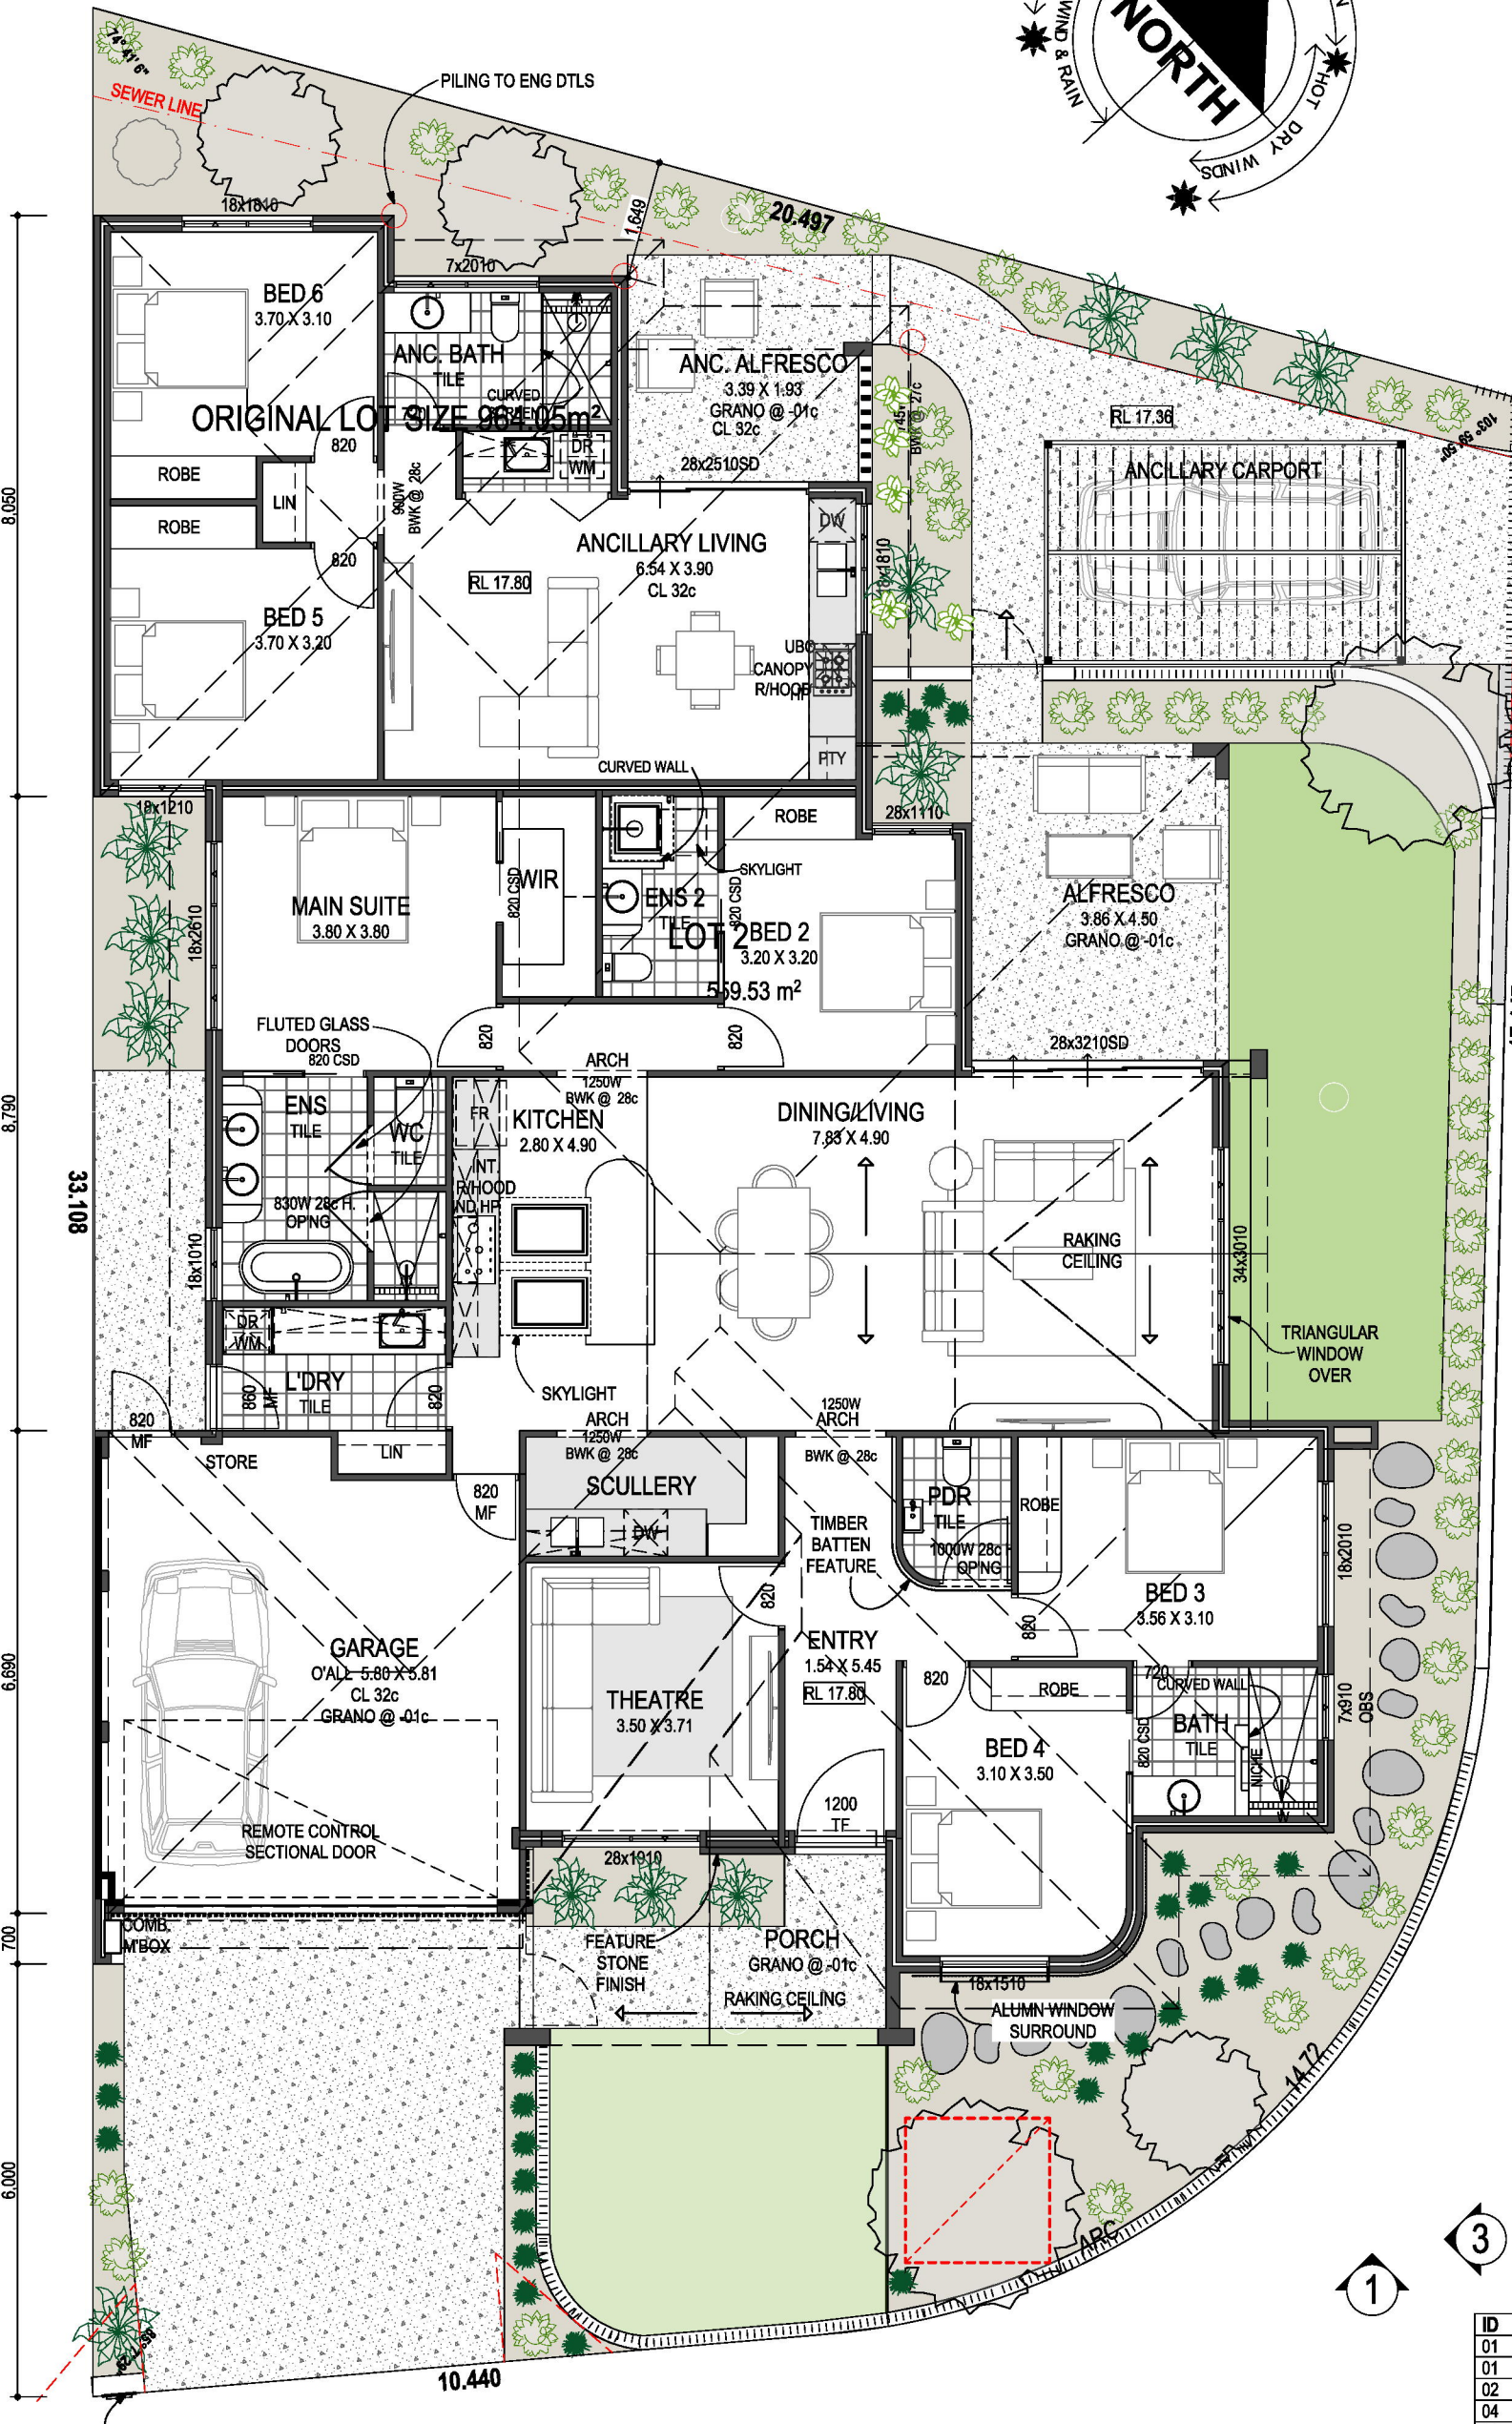 NORTH
WIND & RAIN
HOT DRY WINDS
74°41'6"
SEWER LINE
PILING TO ENG DTLS
18x1810
1,649
20.497
7x2010
BED 6
3.70 X 3.10
ANC. BATH
TILE
CURVED
ANC. ALFRESCO
3.39 X 1.93
GRANO @ -01c
CL 32c
ORIGINAL LOT SIZE 964.05m²
RL 17.36
103° 59' 50"
ANCILLARY CARPORT
820
DR
WM
28x2510SD
ROBE
LIN
900W
BWK @ 28c
8,050
ROBE
DW
ANCILLARY LIVING
6.54 X 3.90
CL 32c
820
RL 17.80
BED 5
3.70 X 3.20
UBO
CANOPY
R/HOOD
PTY
CURVED WALL
18x1210
28x1110
ROBE
SKYLIGHT
WIR
820 CSD
MAIN SUITE
3.80 X 3.80
ENS 2
TILE
820 CSD
LOT 2
BED 2
3.20 X 3.20
559.53 m²
ALFRESCO
3.86 X 4.50
GRANO @ -01c
18x2610
FLUTED GLASS
DOORS
820 CSD
820
820
28x3210SD
ARCH
1250W
BWK @ 28c
8,790
33.108
ENS
TILE
WC
TILE
FR
KITCHEN
2.80 X 4.90
DINING/LIVING
7.83 X 4.90
INT.
R/HOOD
830W 28c H.
OP'NG
18x1010
RAKING
CEILING
34x3010
TRIANGULAR
WINDOW
OVER
DR
WM
L'DRY
TILE
860
MF
820
SKYLIGHT
820
MF
STORE
LIN
ARCH
1250W
BWK @ 28c
1250W
ARCH
BWK @ 28c
820
MF
SCULLERY
DW
TIMBER
BATTEN
FEATURE
PDR
TILE
1000W 28c
OP'NG
ROBE
BED 3
3.56 X 3.10
18x2010
820
820
6,690
GARAGE
O'ALL 5.80 X 5.81
CL 32c
GRANO @ -01c
ENTRY
1.54 X 5.45
RL 17.80
THEATRE
3.50 X 3.71
820
ROBE
720
CURVED WALL
BATH
TILE
NICHE
7x910
OBS
820 CSD
BED 4
3.10 X 3.50
1200
TF
REMOTE CONTROL
SECTIONAL DOOR
28x1910
700
COMB.
M'BOX
FEATURE
STONE
FINISH
PORCH
GRANO @ -01c
RAKING CEILING
18x1510
ALUMN WINDOW
SURROUND
14.72
ARC
6,000
10.440
1
3
ID
01
01
02
04